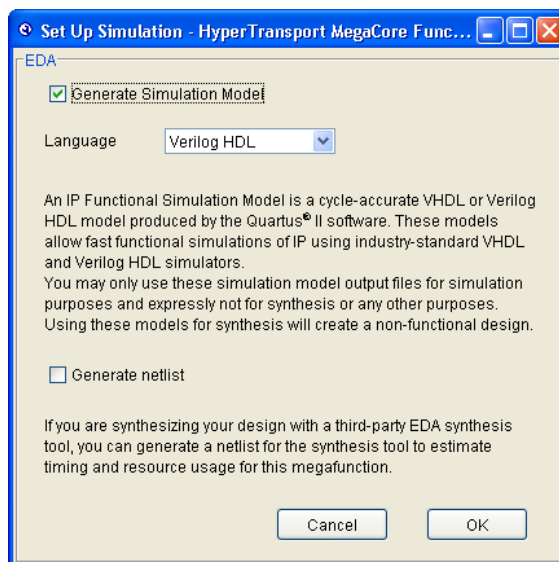 Set Up Simulation - HyperTransport MegaCore Func...
EDA
Generate Simulation Model
Language Verilog HDL
An IP Functional Simulation Model is a cycle-accurate VHDL or Verilog
HDL model produced by the Quartus® II software. These models
allow fast functional simulations of IP using industry-standard VHDL
and Verilog HDL simulators.
You may only use these simulation model output files for simulation
purposes and expressly not for synthesis or any other purposes.
Using these models for synthesis will create a non-functional design.
Generate netlist
If you are synthesizing your design with a third-party EDA synthesis
tool, you can generate a netlist for the synthesis tool to estimate
timing and resource usage for this megafunction.
Cancel OK